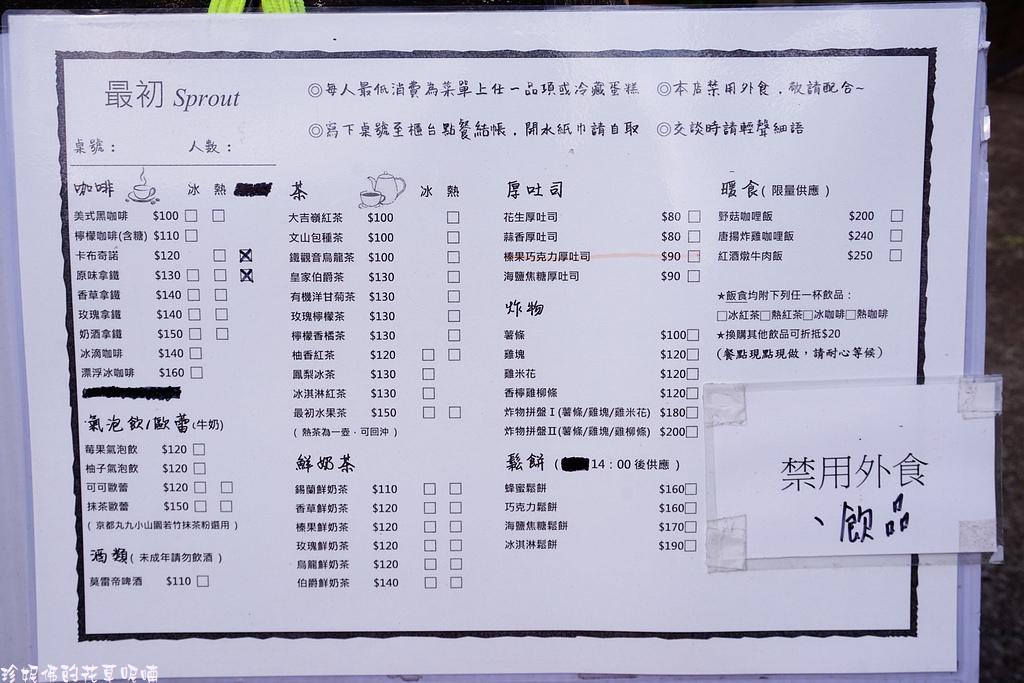 最初 Sprout
◎每人最低消費為菜單上任一品項或冷藏蛋糕 ◎本店禁用外食，敬請配合~
◎寫下桌號至櫃台點餐結帳，開水紙巾請自取 ◎交談時請輕聲細語
桌號： 人數：
咖啡 冰 熱
美式黑咖啡 $100 □ □
檸檬咖啡(含糖) $110 □
卡布奇諾 $120 □ ☒
原味拿鐵 $130 □ □ ☒
香草拿鐵 $140 □ □
玫瑰拿鐵 $140 □ □
奶酒拿鐵 $150 □ □
冰滴咖啡 $140 □
漂浮冰咖啡 $160 □
氣泡飲/歐蕾(牛奶)
莓果氣泡飲 $120 □
柚子氣泡飲 $120 □
可可歐蕾 $120 □ □
抹茶歐蕾 $150 □ □
( 京都丸九小山園若竹抹茶粉選用 )
酒類( 未成年請勿飲酒 )
莫雷帝啤酒 $110 □
茶 冰 熱
大吉嶺紅茶 $100 □
文山包種茶 $100 □
鐵觀音烏龍茶 $100 □
皇家伯爵茶 $130 □
有機洋甘菊茶 $130 □
玫瑰檸檬茶 $130 □
檸檬香橘茶 $130 □
柚香紅茶 $120 □ □
鳳梨冰茶 $130 □
冰淇淋紅茶 $130 □
最初水果茶 $150 □ □
( 熱茶為一壺，可回沖 )
鮮奶茶
錫蘭鮮奶茶 $110 □ □
香草鮮奶茶 $120 □ □
榛果鮮奶茶 $120 □ □
玫瑰鮮奶茶 $120 □ □
烏龍鮮奶茶 $120 □ □
伯爵鮮奶茶 $140 □ □
厚吐司
花生厚吐司 $80 □
蒜香厚吐司 $80 □
榛果巧克力厚吐司 $90 □
海鹽焦糖厚吐司 $90 □
炸物
薯條 $100□
雞塊 $120□
雞米花 $120□
香檸雞柳條 $120□
炸物拼盤Ⅰ(薯條/雞塊/雞米花) $180□
炸物拼盤Ⅱ(薯條/雞塊/雞柳條) $200□
鬆餅 ( 14：00 後供應 )
蜂蜜鬆餅 $160□
巧克力鬆餅 $160□
海鹽焦糖鬆餅 $170□
冰淇淋鬆餅 $190□
暖食( 限量供應 )
野菇咖哩飯 $200 □
唐揚炸雞咖哩飯 $240 □
紅酒燉牛肉飯 $250 □
★飯食均附下列任一杯飲品：
□冰紅茶□熱紅茶□冰咖啡□熱咖啡
★換購其他飲品可折抵$20
(餐點現點現做，請耐心等候)
禁用外食
、飲品
珍妮佛的花草呢喃